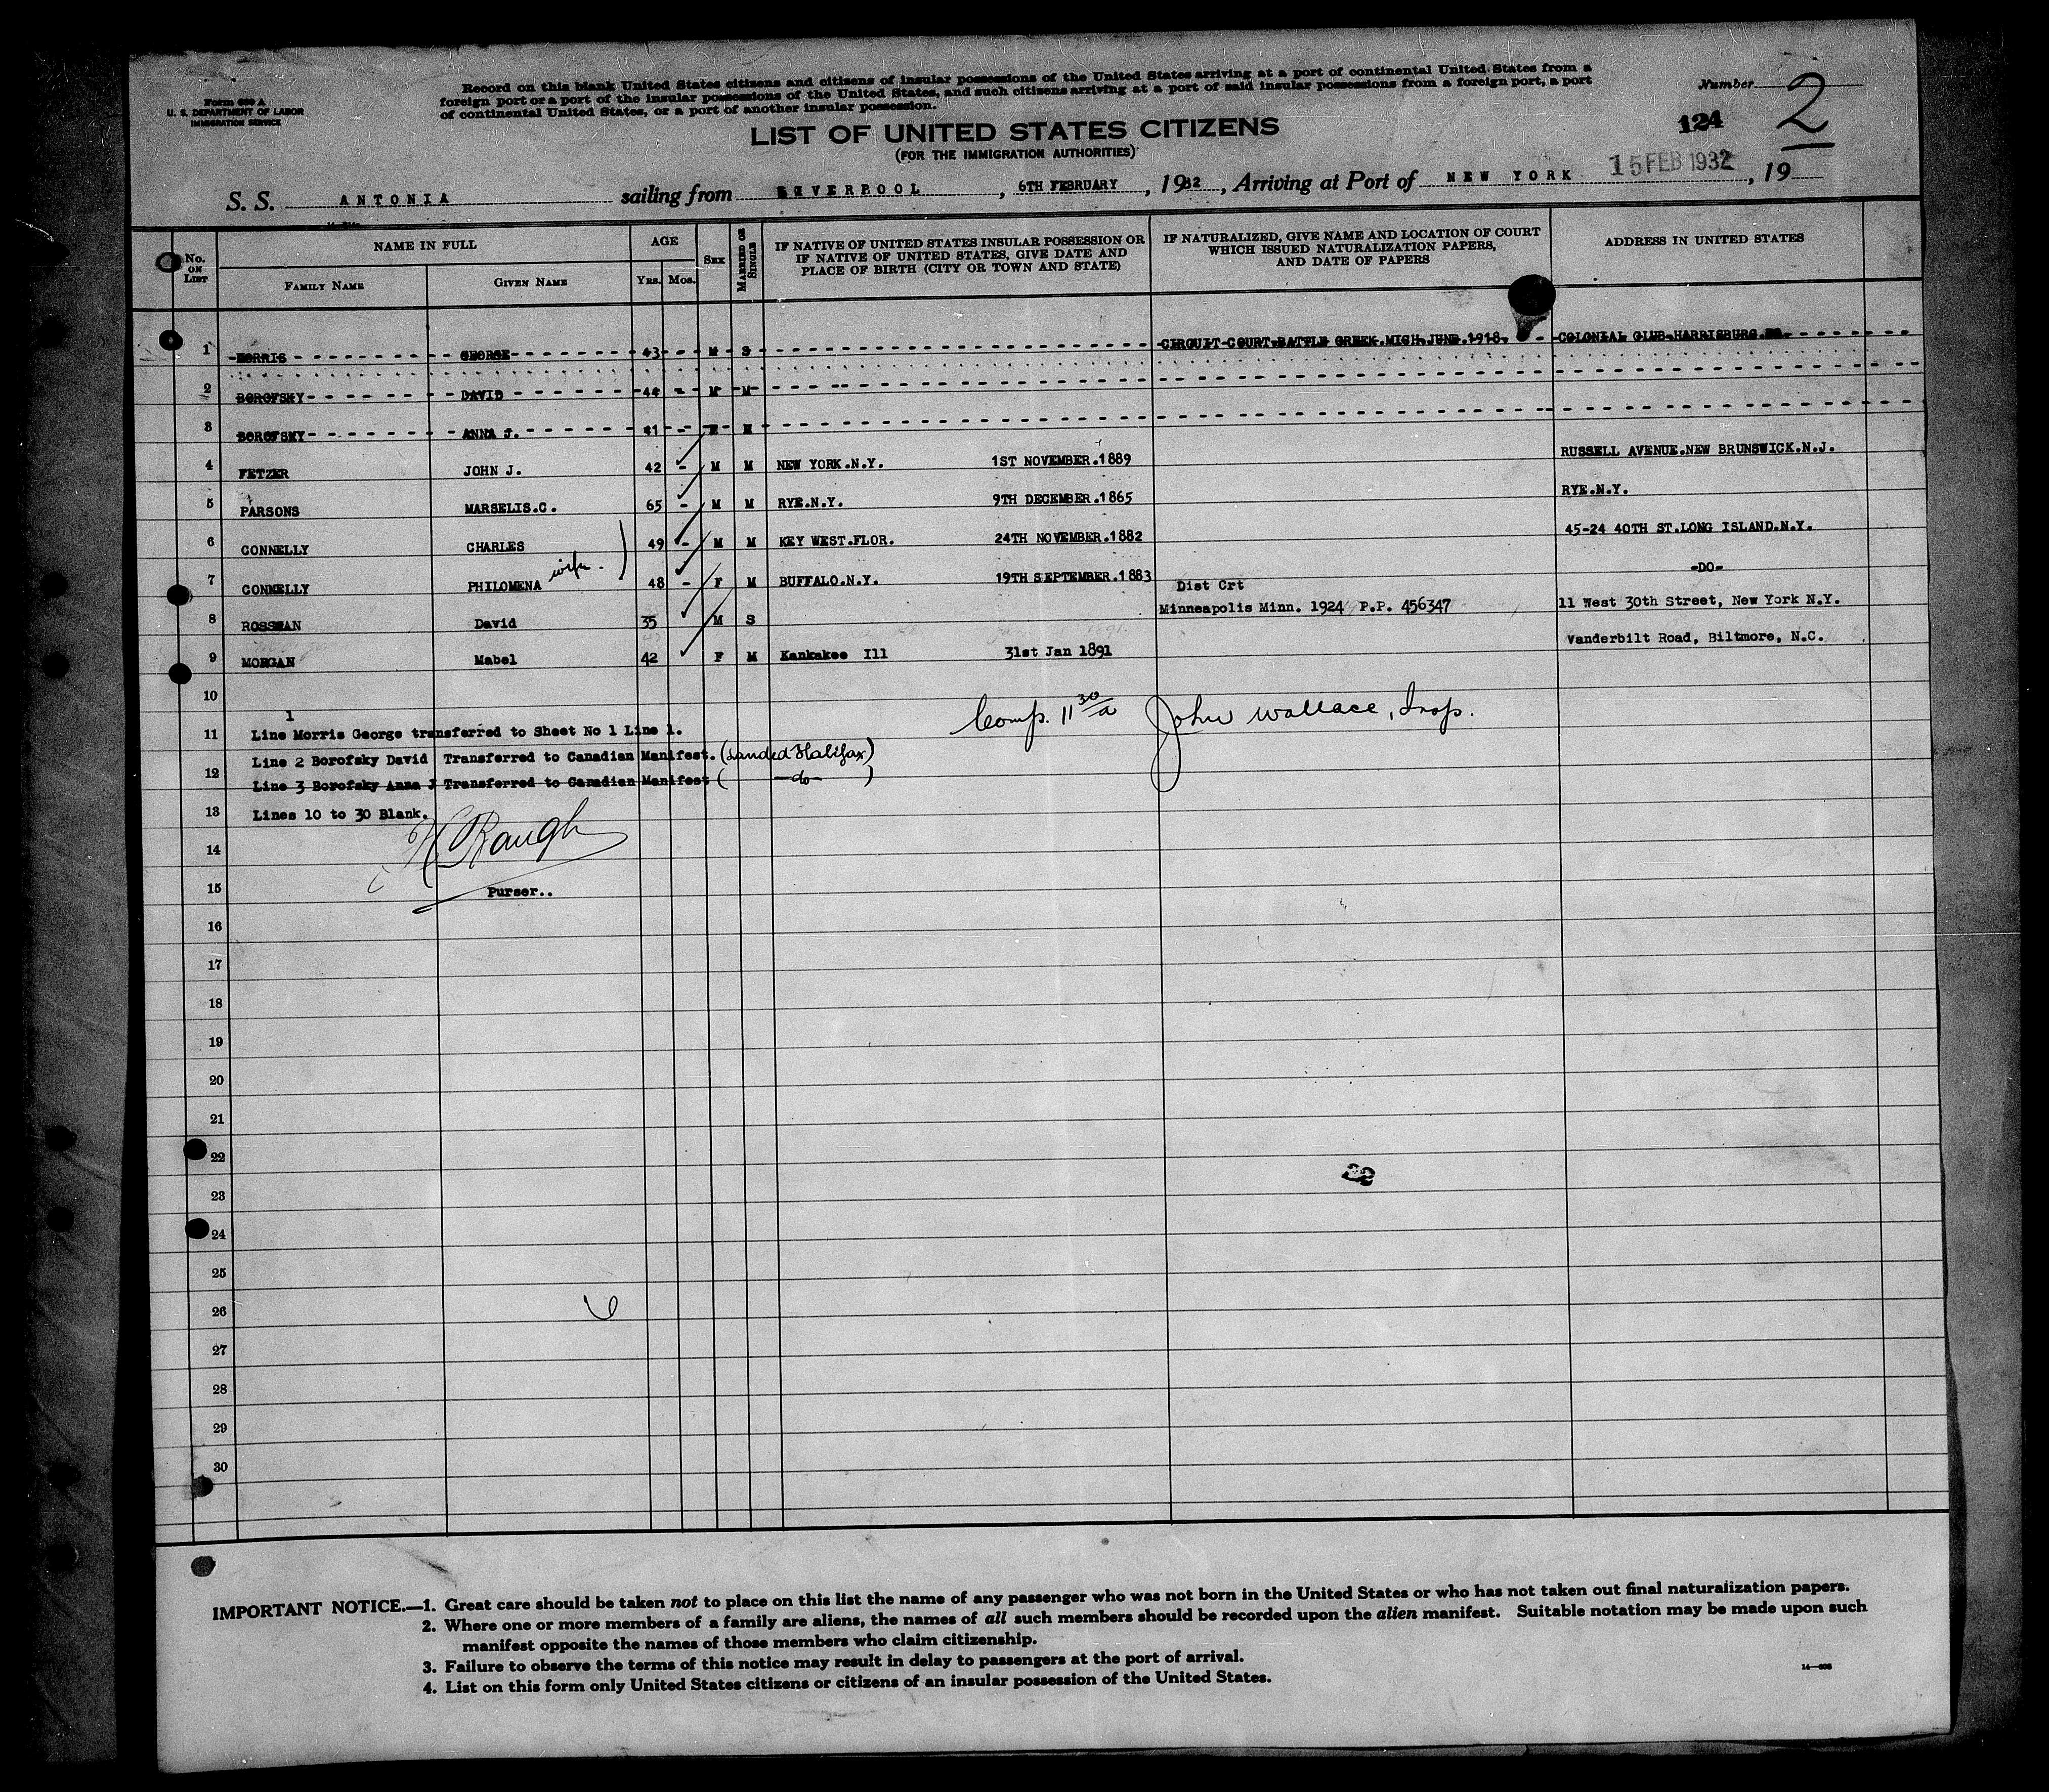 Form 630 A
U. S. DEPARTMENT OF LABOR
IMMIGRATION SERVICE
Record on this blank United States citizens and citizens of insular possessions of the United States arriving at a port of continental United States from a
foreign port or a port of the insular possessions of the United States, and such citizens arriving at a port of said insular possessions from a foreign port, a port
of continental United States, or a port of another insular possession.
Number 2
124
LIST OF UNITED STATES CITIZENS
(FOR THE IMMIGRATION AUTHORITIES)
S. S. ANTONIA sailing from LIVERPOOL, 6TH FEBRUARY, 1932, Arriving at Port of NEW YORK 15 FEB 1932, 19
No. ON LIST
NAME IN FULL
FAMILY NAME GIVEN NAME
AGE
YRS. MOS.
SEX
MARRIED OR SINGLE
IF NATIVE OF UNITED STATES INSULAR POSSESSION OR
IF NATIVE OF UNITED STATES, GIVE DATE AND
PLACE OF BIRTH (CITY OR TOWN AND STATE)
IF NATURALIZED, GIVE NAME AND LOCATION OF COURT
WHICH ISSUED NATURALIZATION PAPERS,
AND DATE OF PAPERS
ADDRESS IN UNITED STATES
1 MORRIS GEORGE 43 M S CIRCUIT COURT BATTLE CREEK.MICH.JUNE.1918. COLONIAL CLUB HARRISBURG.
2 BOROFSKY DAVID 44 - M M
3 BOROFSKY ANNA J. 41 - F M
4 FETZER JOHN J. 42 - M M NEW YORK.N.Y. 1ST NOVEMBER.1889 RUSSELL AVENUE.NEW BRUNSWICK.N.J.
5 PARSONS MARSELIS.C. 65 - M M RYE.N.Y. 9TH DECEMBER.1865 RYE.N.Y.
6 CONNELLY CHARLES 49 - M M KEY WEST.FLOR. 24TH NOVEMBER.1882 45-24 40TH ST.LONG ISLAND.N.Y.
7 CONNELLY PHILOMENA wife. 48 - F M BUFFALO.N.Y. 19TH SEPTEMBER.1883 -DO-
Dist Crt
8 ROSSMAN David 35 M S Minneapolis Minn. 1924 P.P. 456347 11 West 30th Street, New York N.Y.
9 MORGAN Mabel 42 F M Kankakee Ill 31st Jan 1891 Vanderbilt Road, Biltmore, N.C.
10
Comp. 11 30/a John Wallace, Insp.
1
11 Line Morris George transferred to Sheet No 1 Line 1.
Line 2 Borofsky David Transferred to Canadian Manifest. (Landed Halifax)
12
Line 3 Borofsky Anna J Transferred to Canadian Manifest ( -do- )
13 Lines 10 to 30 Blank.
14
15 Purser..
16
17
18
19
20
21
22
23
24
25
26
27
28
29
30
IMPORTANT NOTICE.—1. Great care should be taken not to place on this list the name of any passenger who was not born in the United States or who has not taken out final naturalization papers.
2. Where one or more members of a family are aliens, the names of all such members should be recorded upon the alien manifest. Suitable notation may be made upon such
manifest opposite the names of those members who claim citizenship.
3. Failure to observe the terms of this notice may result in delay to passengers at the port of arrival.
4. List on this form only United States citizens or citizens of an insular possession of the United States.